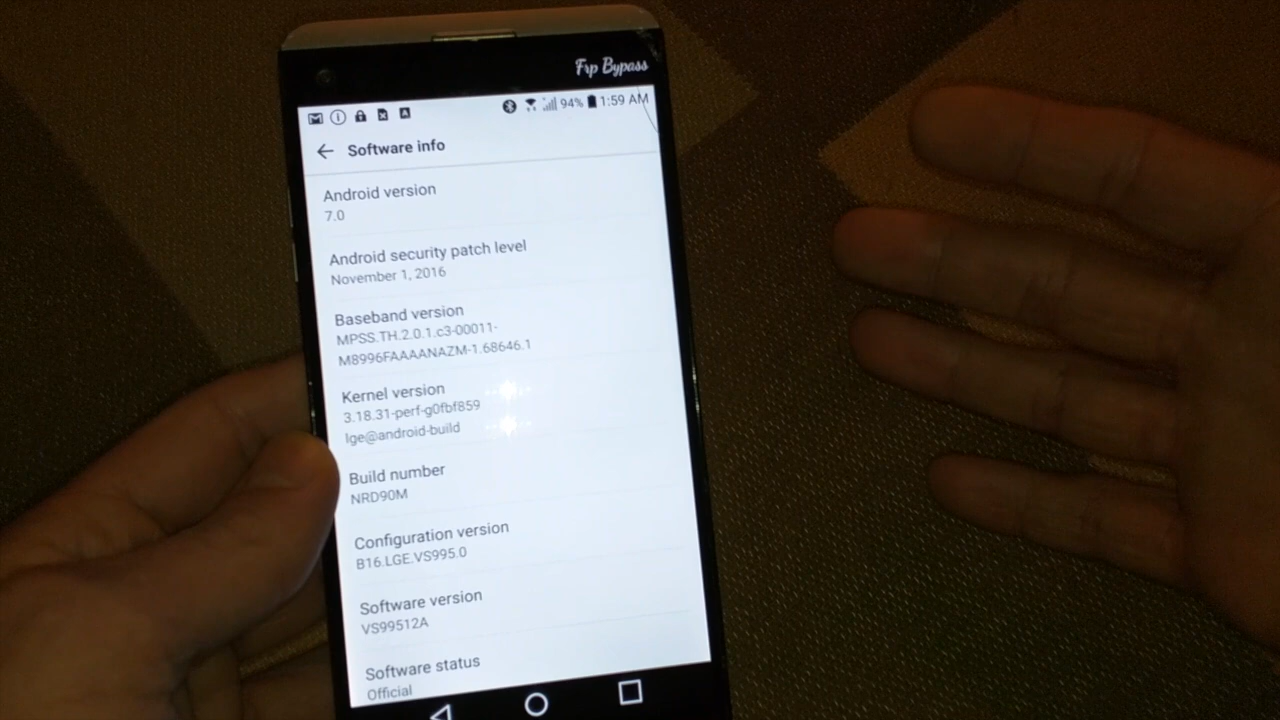 Frp Bypass
94% 1:59 AM
Software info
Android version
7.0
Android security patch level
November 1, 2016
Baseband version
MPSS.TH.2.0.1.c3-00011-
M8996FAAAANAZM-1.68646.1
Kernel version
3.18.31-perf-g0fbf859
lge@android-build
Build number
NRD90M
Configuration version
B16.LGE.VS995.0
Software version
VS99512A
Software status
Official